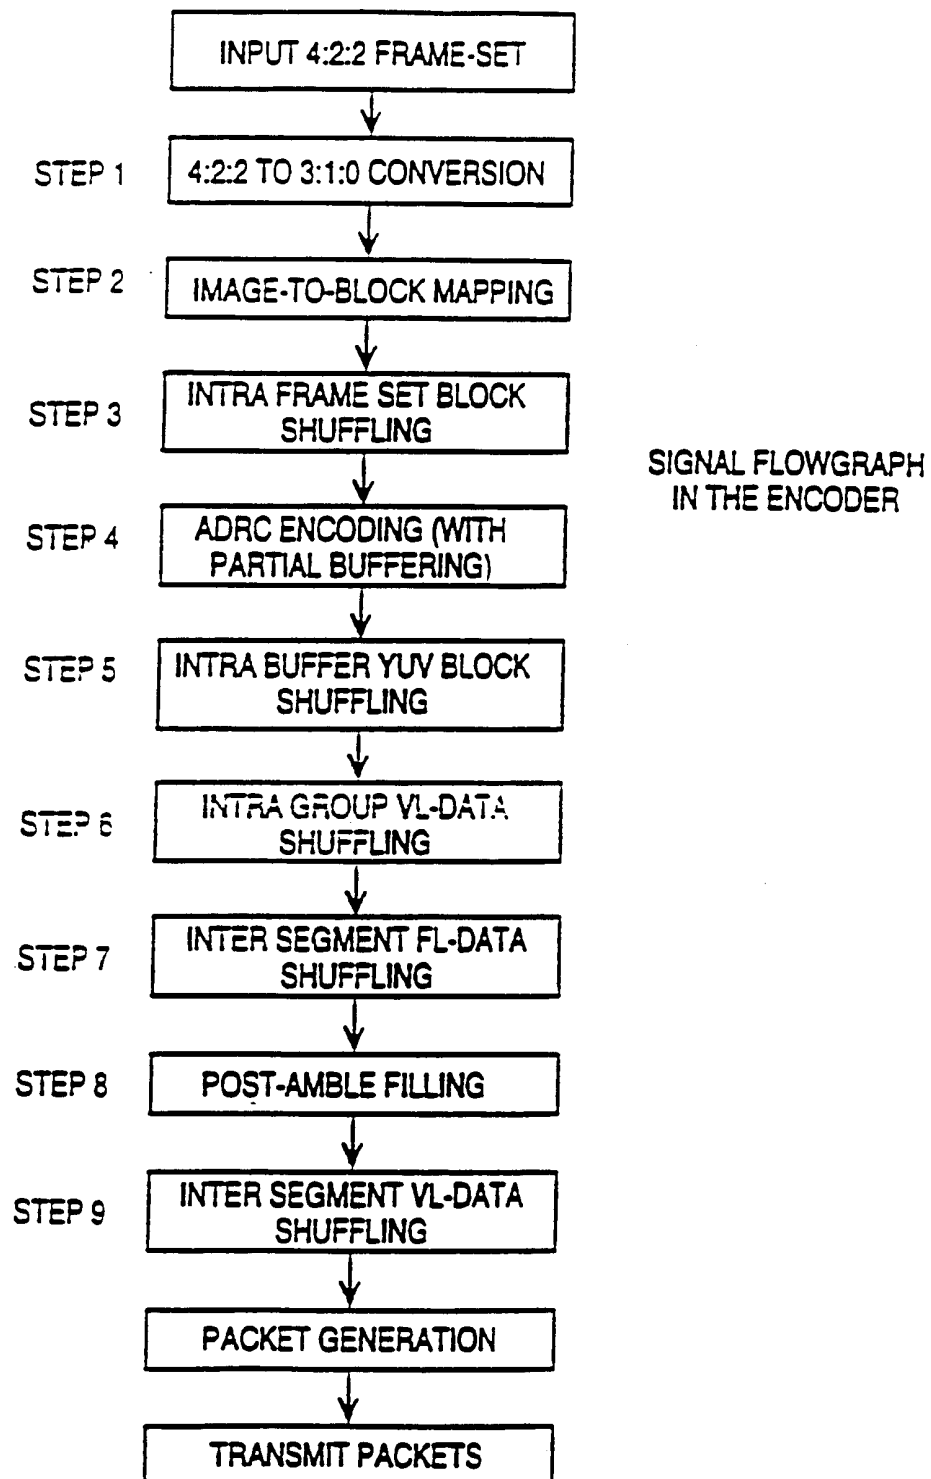 INPUT 4:2:2 FRAME-SET
STEP 1
4:2:2 TO 3:1:0 CONVERSION
STEP 2
IMAGE-TO-BLOCK MAPPING
STEP 3
INTRA FRAME SET BLOCK
SHUFFLING
SIGNAL FLOWGRAPH
IN THE ENCODER
STEP 4
ADRC ENCODING (WITH
PARTIAL BUFFERING)
STEP 5
INTRA BUFFER YUV BLOCK
SHUFFLING
STEP 6
INTRA GROUP VL-DATA
SHUFFLING
STEP 7
INTER SEGMENT FL-DATA
SHUFFLING
STEP 8
POST-AMBLE FILLING
STEP 9
INTER SEGMENT VL-DATA
SHUFFLING
PACKET GENERATION
TRANSMIT PACKETS